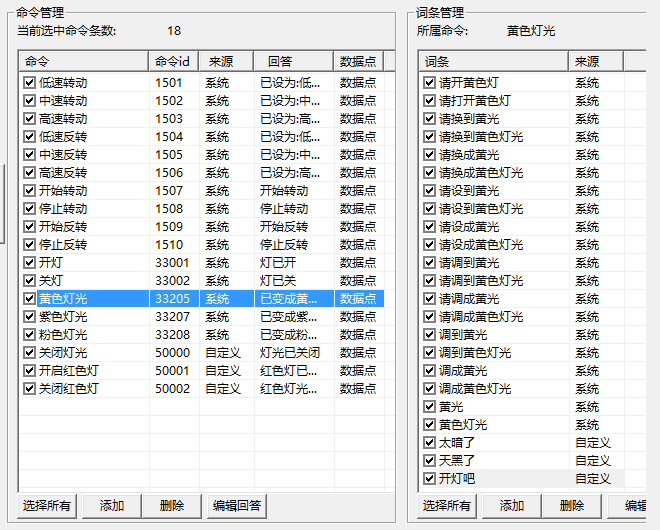 命令管理
当前选中命令条数: 18
命令 命令id 来源 回答 数据点
低速转动 1501 系统 已设为:低... 数据点
中速转动 1502 系统 已设为:中... 数据点
高速转动 1503 系统 已设为:高... 数据点
低速反转 1504 系统 已设为:低... 数据点
中速反转 1505 系统 已设为:中... 数据点
高速反转 1506 系统 已设为:高... 数据点
开始转动 1507 系统 开始转动 数据点
停止转动 1508 系统 停止转动 数据点
开始反转 1509 系统 开始反转 数据点
停止反转 1510 系统 停止反转 数据点
开灯 33001 系统 灯已开 数据点
关灯 33002 系统 灯已关 数据点
黄色灯光 33205 系统 已变成黄... 数据点
紫色灯光 33207 系统 已变成紫... 数据点
粉色灯光 33208 系统 已变成粉... 数据点
关闭灯光 50000 自定义 灯光已关闭 数据点
开启红色灯 50001 自定义 红色灯已... 数据点
关闭红色灯 50002 自定义 红色灯光... 数据点
选择所有 添加 删除 编辑回答
词条管理
所属命令: 黄色灯光
词条 来源
请开黄色灯 系统
请打开黄色灯 系统
请换到黄光 系统
请换到黄色灯光 系统
请换成黄光 系统
请换成黄色灯光 系统
请设到黄光 系统
请设到黄色灯光 系统
请设成黄光 系统
请设成黄色灯光 系统
请调到黄光 系统
请调到黄色灯光 系统
请调成黄光 系统
请调成黄色灯光 系统
调到黄光 系统
调到黄色灯光 系统
调成黄光 系统
调成黄色灯光 系统
黄光 系统
黄色灯光 系统
太暗了 自定义
天黑了 自定义
开灯吧 自定义
选择所有 添加 删除 编辑